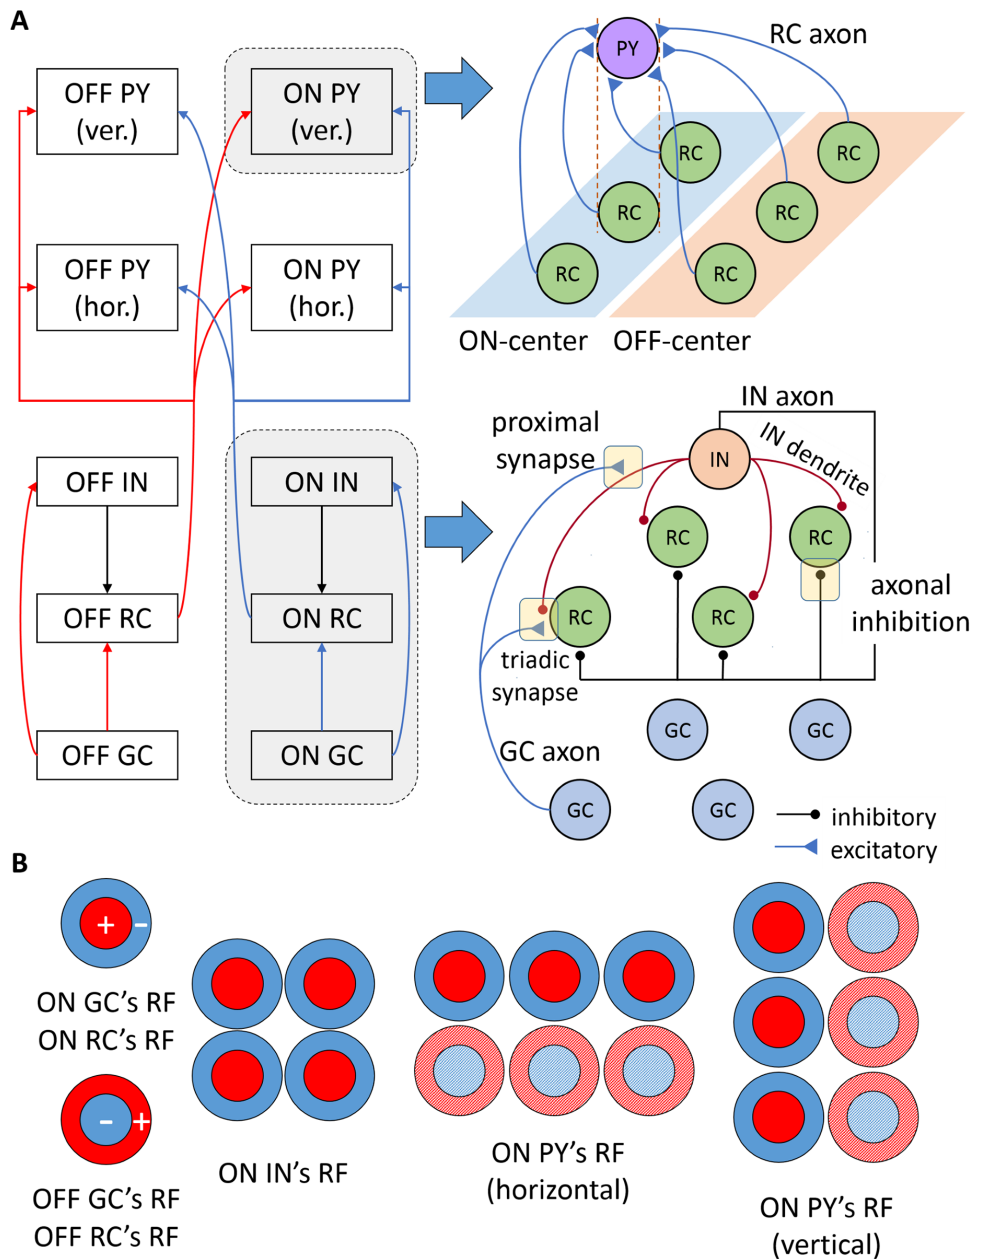 A
OFF PY
(ver.)
ON PY
(ver.)
OFF PY
(hor.)
ON PY
(hor.)
OFF IN
ON IN
OFF RC
ON RC
OFF GC
ON GC
PY
RC axon
RC
RC
RC
RC
RC
RC
ON-center
OFF-center
IN axon
proximal
synapse
IN
IN dendrite
RC
RC
RC
RC
axonal
inhibition
triadic
synapse
GC axon
GC
GC
GC
GC
inhibitory
excitatory
B
+ -
ON GC's RF
ON RC's RF
- +
OFF GC's RF
OFF RC's RF
ON IN's RF
ON PY's RF
(horizontal)
ON PY's RF
(vertical)